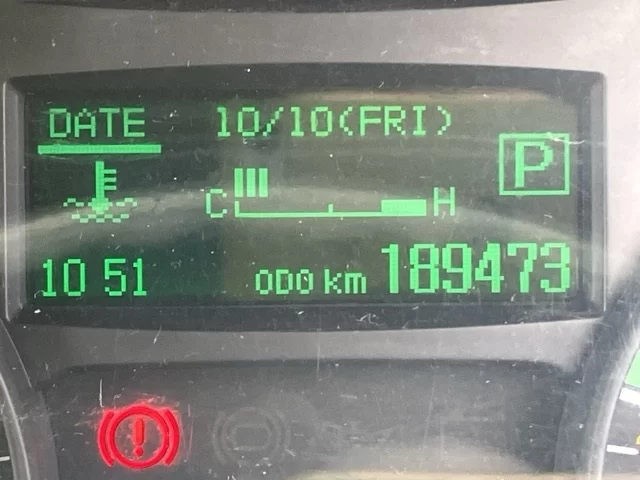 DATE 10/10(FRI)
P
C H
10 51 ODO km 189473